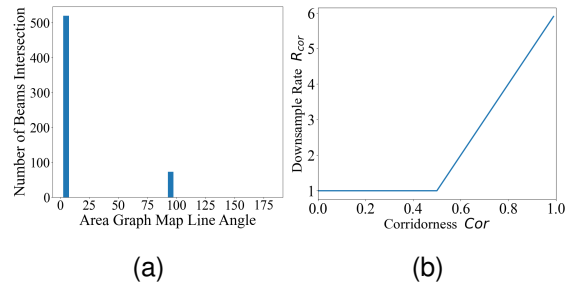 Number of Beams Intersection
500
400
300
200
100
0
0 25 50 75 100 125 150 175
Area Graph Map Line Angle
(a)
Downsample Rate R_cor
6
5
4
3
2
1
0.0 0.2 0.4 0.6 0.8 1.0
Corridorness Cor
(b)